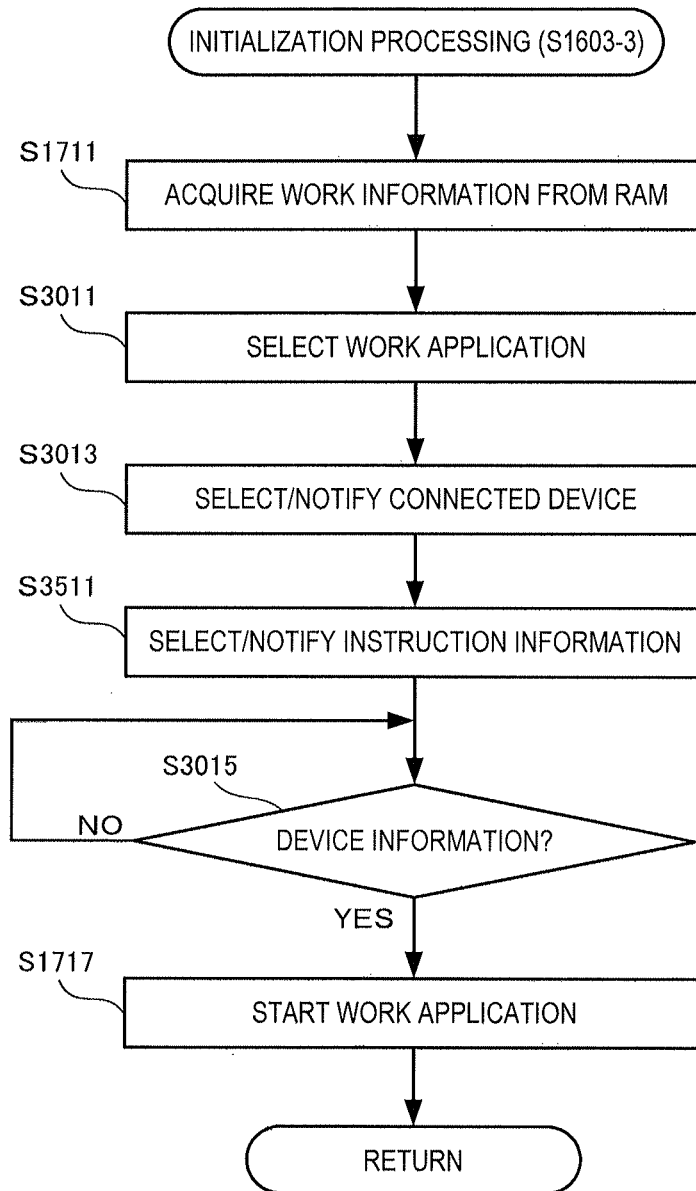 INITIALIZATION PROCESSING (S1603-3)
S1711
ACQUIRE WORK INFORMATION FROM RAM
S3011
SELECT WORK APPLICATION
S3013
SELECT/NOTIFY CONNECTED DEVICE
S3511
SELECT/NOTIFY INSTRUCTION INFORMATION
S3015
NO
DEVICE INFORMATION?
YES
S1717
START WORK APPLICATION
RETURN